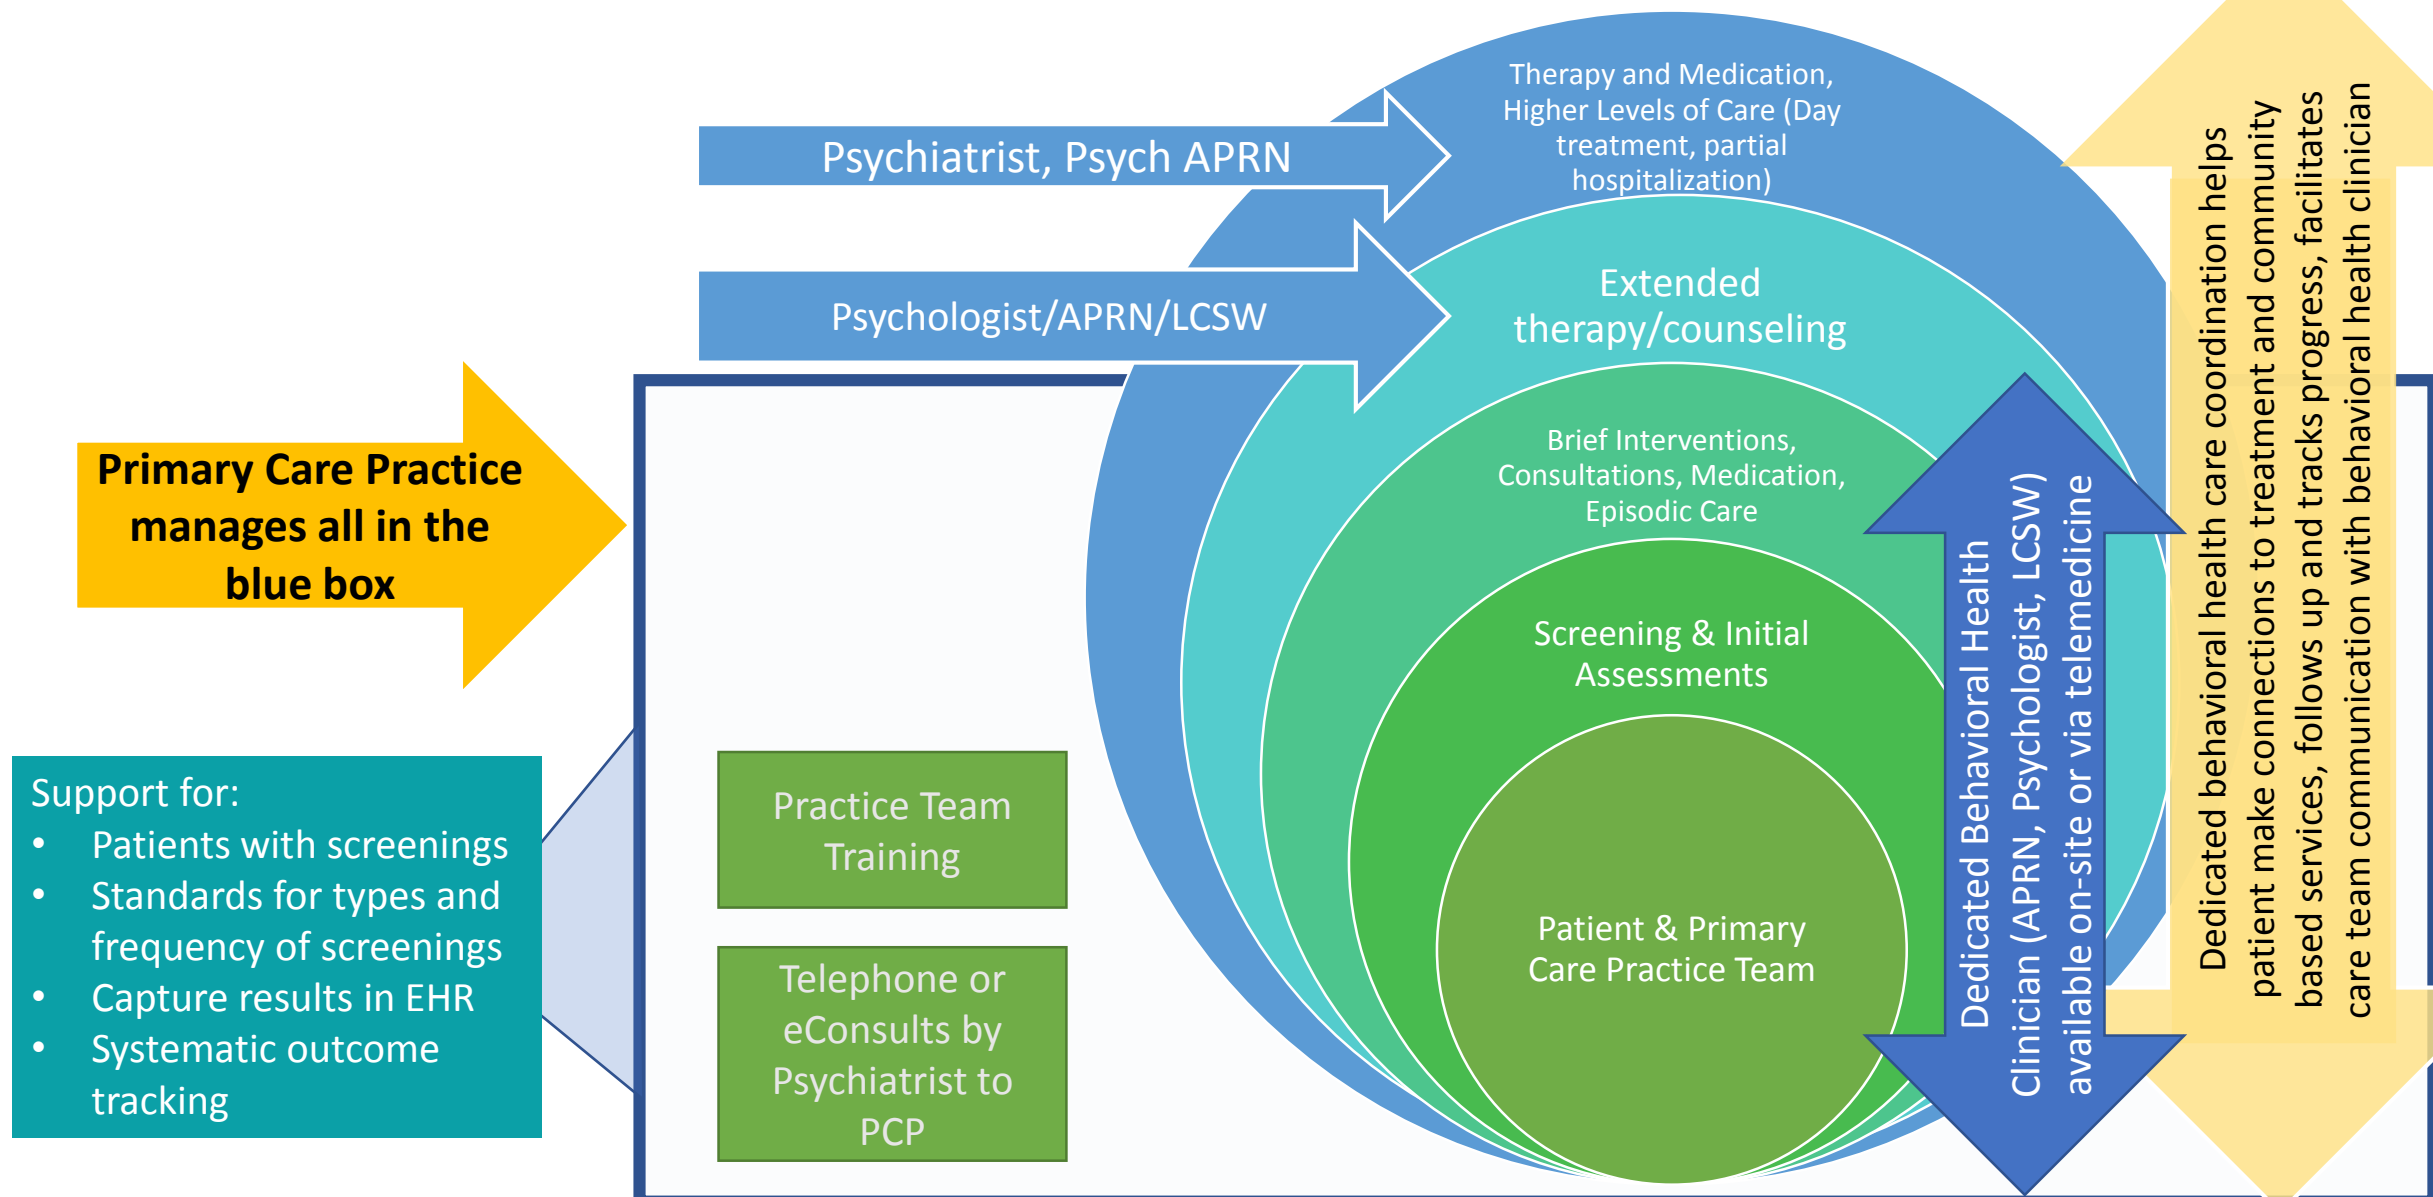 Therapy and Medication,
Higher Levels of Care (Day
treatment, partial
hospitalization)
Psychiatrist, Psych APRN
Extended
therapy/counseling
Psychologist/APRN/LCSW
Brief Interventions,
Consultations, Medication,
Episodic Care
Primary Care Practice
manages all in the
blue box
Screening & Initial
Assessments
Support for:
• Patients with screenings
• Standards for types and
frequency of screenings
• Capture results in EHR
• Systematic outcome
tracking
Practice Team
Training
Telephone or
eConsults by
Psychiatrist to
PCP
Patient & Primary
Care Practice Team
Dedicated Behavioral Health
Clinician (APRN, Psychologist, LCSW)
available on-site or via telemedicine
Dedicated behavioral health care coordination helps
patient make connections to treatment and community
based services, follows up and tracks progress, facilitates
care team communication with behavioral health clinician